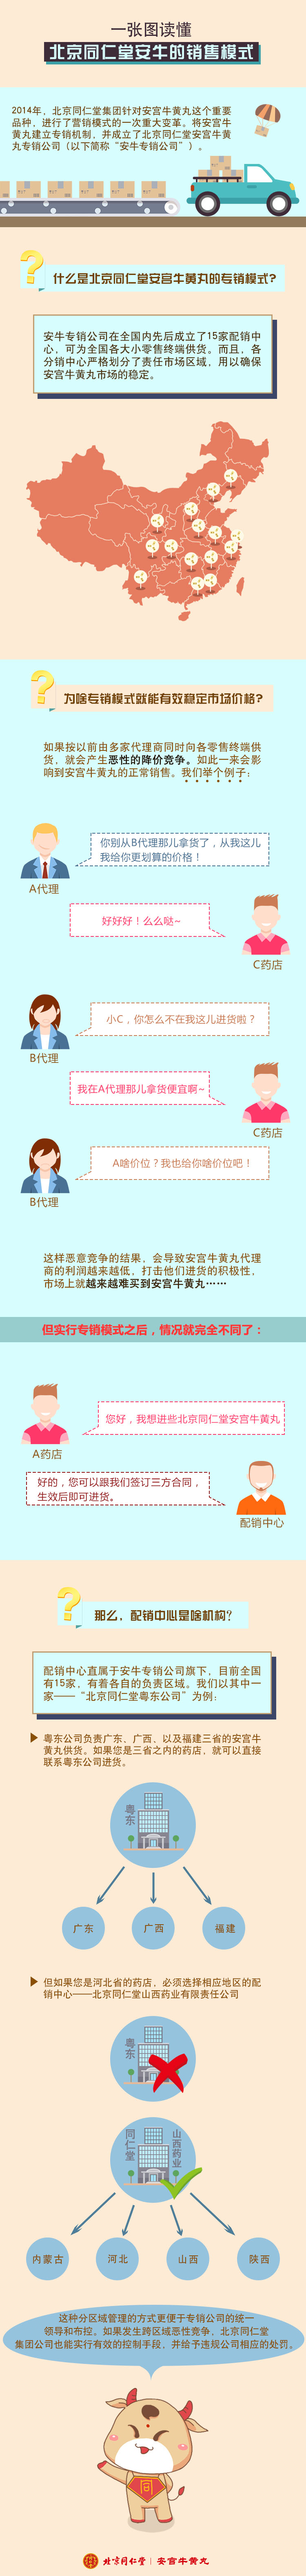 一张图读懂
北京同仁堂安牛的销售模式
2014年，北京同仁堂集团针对安宫牛黄丸这个重要
品种，进行了营销模式的一次重大变革。将安宫牛
黄丸建立专销机制，并成立了北京同仁堂安宫牛黄
丸专销公司（以下简称“安牛专销公司”）。
什么是北京同仁堂安宫牛黄丸的专销模式?
安牛专销公司在全国内先后成立了15家配销中
心，可为全国各大小零售终端供货。而且，各
分销中心严格划分了责任市场区域，用以确保
安宫牛黄丸市场的稳定。
为啥专销模式就能有效稳定市场价格?
如果按以前由多家代理商同时向各零售终端供
货，就会产生恶性的降价竞争。如此一来会影
响到安宫牛黄丸的正常销售。我们举个例子：
你别从B代理那儿拿货了，从我这儿
我给你更划算的价格！
A代理
好好好！么么哒~
C药店
小C，你怎么不在我这儿进货啦？
B代理
我在A代理那儿拿货便宜啊~
C药店
A啥价位？我也给你啥价位吧！
B代理
这样恶意竞争的结果，会导致安宫牛黄丸代理
商的利润越来越低，打击他们进货的积极性，
市场上就越来越难买到安宫牛黄丸……
但实行专销模式之后，情况就完全不同了：
您好，我想进些北京同仁堂安宫牛黄丸
A药店
好的，您可以跟我们签订三方合同，
生效后即可进货。
配销中心
那么，配销中心是啥机构?
配销中心直属于安牛专销公司旗下，目前全国
有15家，有着各自的负责区域。我们以其中一
家——“北京同仁堂粤东公司”为例：
粤东公司负责广东、广西、以及福建三省的安宫牛
黄丸供货。如果您是三省之内的药店，就可以直接
联系粤东公司进货。
粤东
广东
广西
福建
但如果您是河北省的药店，必须选择相应地区的配
销中心——北京同仁堂山西药业有限责任公司
粤东
同仁堂
山西药业
内蒙古
河北
山西
陕西
这种分区域管理的方式更便于专销公司的统一
领导和布控。如果发生跨区域恶性竞争，北京同仁堂
集团公司也能实行有效的控制手段，并给予违规公司相应的处罚。
同
北京同仁堂 | 安宫牛黄丸